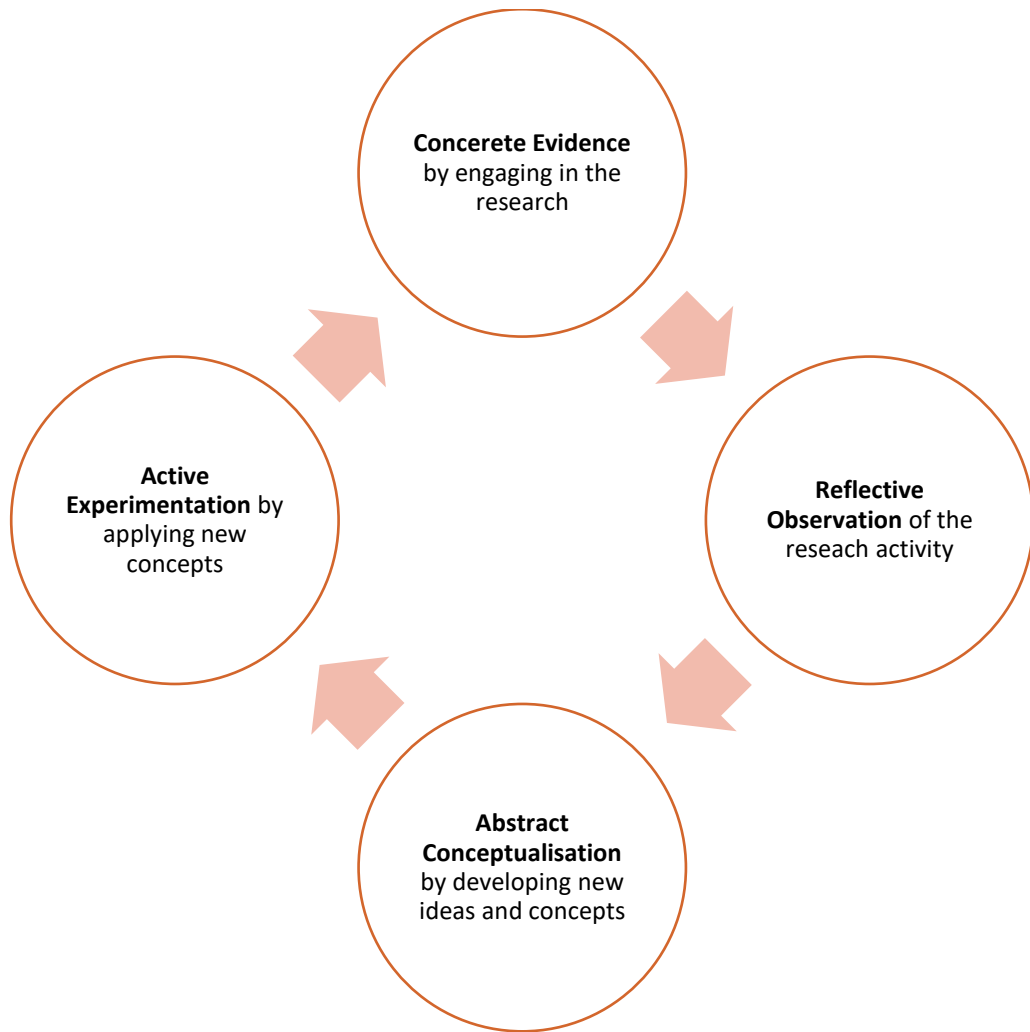 Concerete Evidence
by engaging in the
research
Reflective
Observation of the
reseach activity
Abstract
Conceptualisation
by developing new
ideas and concepts
Active
Experimentation by
applying new
concepts